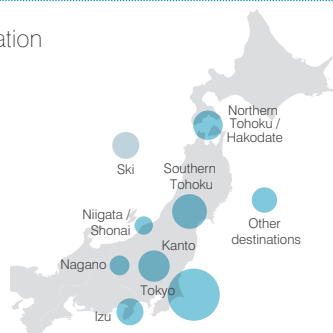 ation
Northern
Tohoku /
Hakodate
Ski
Southern
Tohoku
Other
destinations
Niigata /
Shonai
Kanto
Nagano
Tokyo
Izu